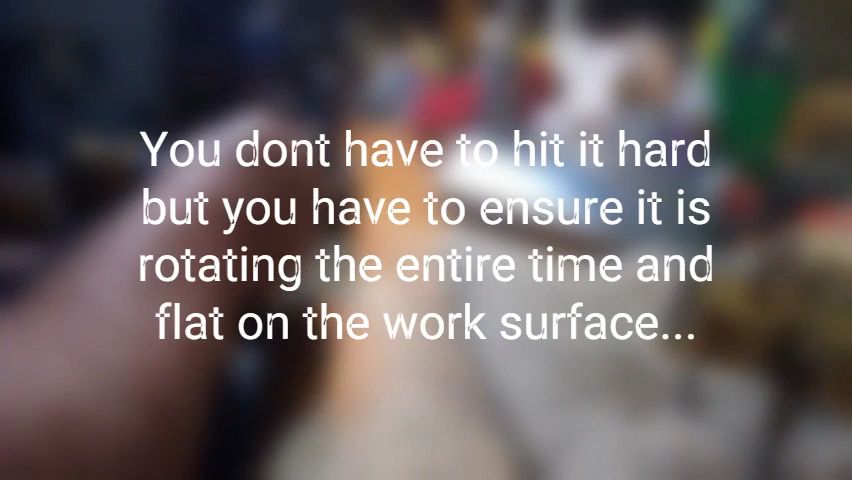 You dont have to hit it hard
but you have to ensure it is
rotating the entire time and
flat on the work surface...